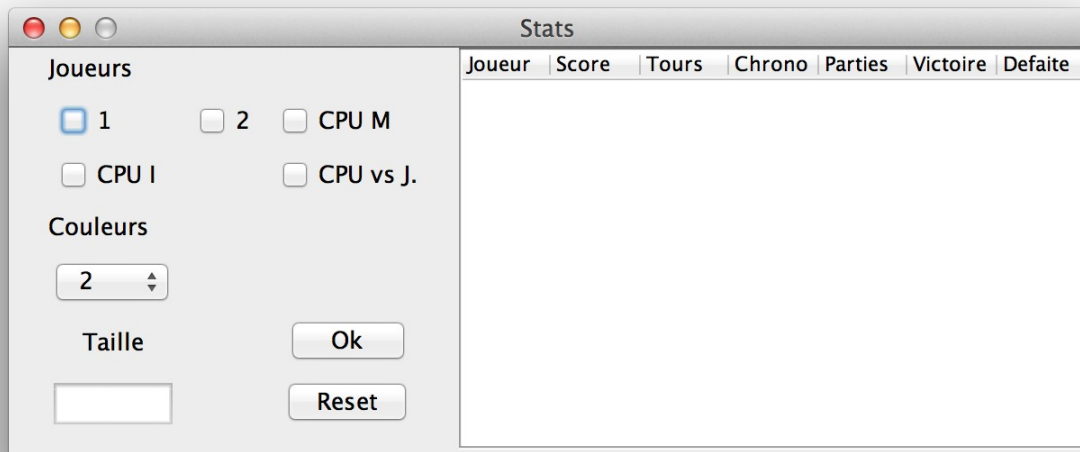 Stats
Joueurs
1 2 CPU M
CPU I CPU vs J.
Couleurs
2
Taille Ok
Reset
Joueur Score Tours Chrono Parties Victoire Defaite